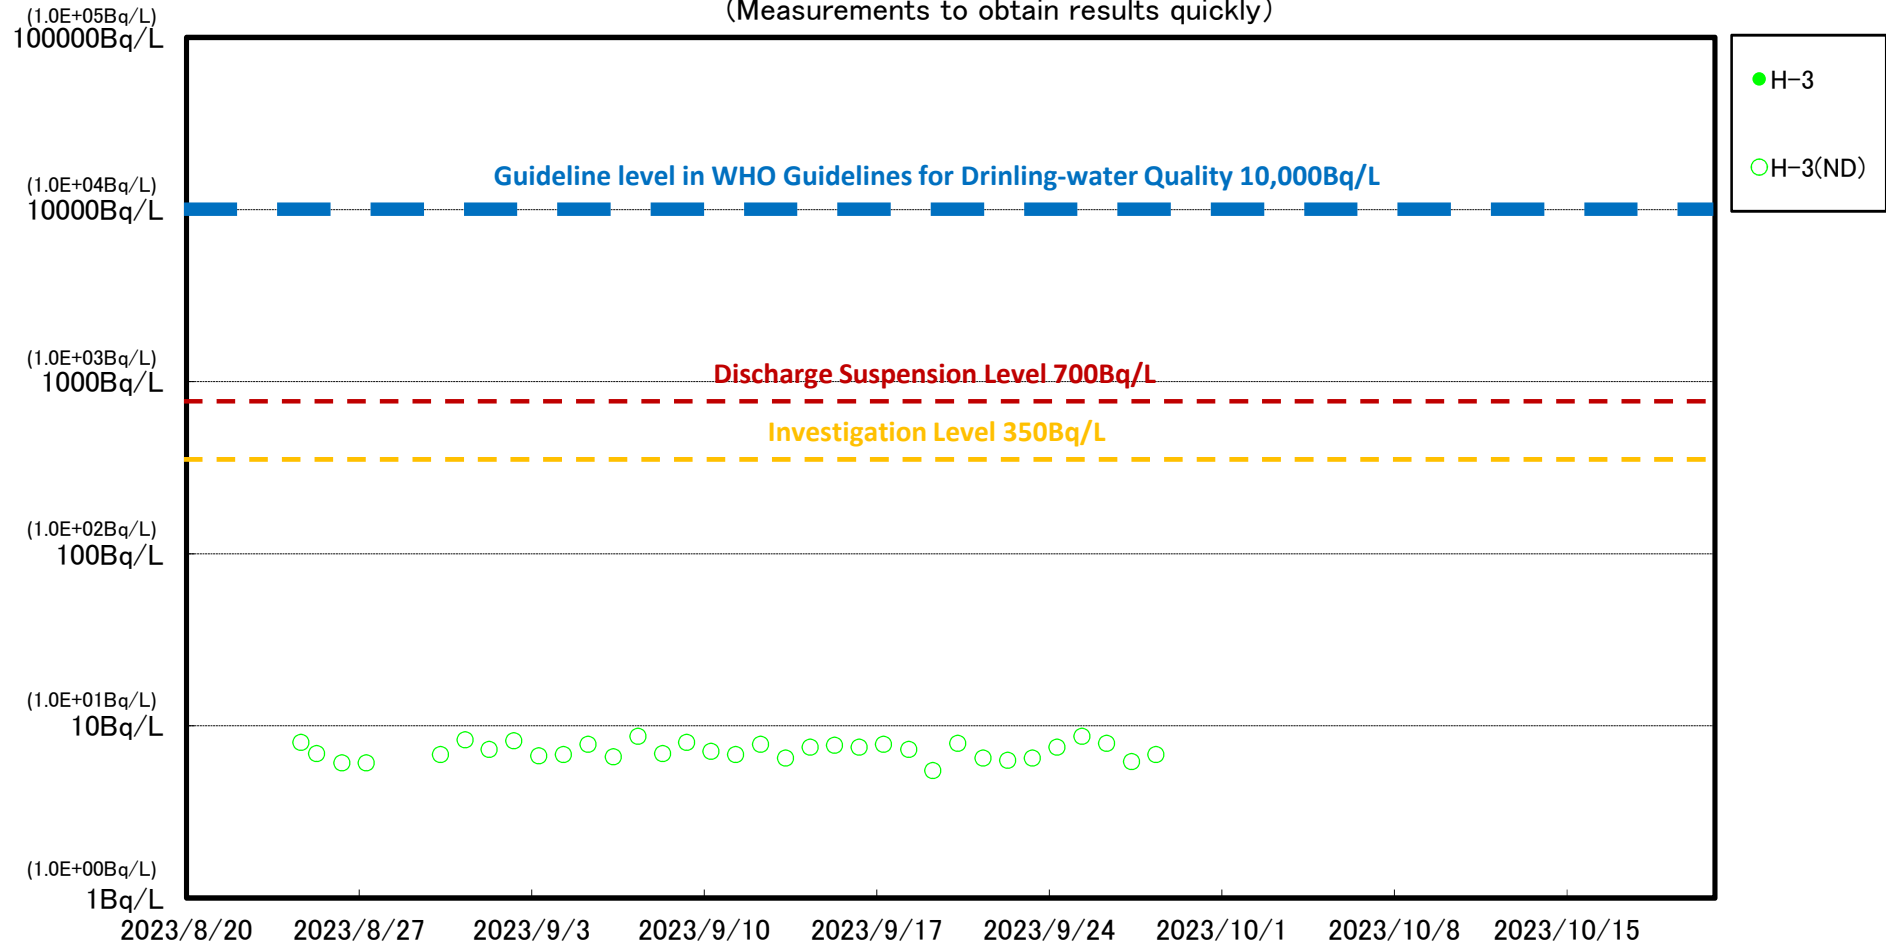 (Measurements to obtain results quickly)
(1.0E+05Bq/L)
100000Bq/L
H-3
H-3(ND)
Guideline level in WHO Guidelines for Drinling-water Quality 10,000Bq/L
(1.0E+04Bq/L)
10000Bq/L
(1.0E+03Bq/L)
1000Bq/L
Discharge Suspension Level 700Bq/L
Investigation Level 350Bq/L
(1.0E+02Bq/L)
100Bq/L
(1.0E+01Bq/L)
10Bq/L
(1.0E+00Bq/L)
1Bq/L
2023/8/20 2023/8/27 2023/9/3 2023/9/10 2023/9/17 2023/9/24 2023/10/1 2023/10/8 2023/10/15